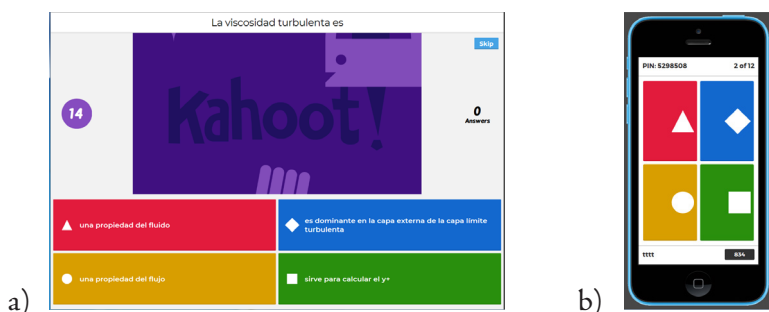 La viscosidad turbulenta es
Skip
14
Kahoot!
0
Answers
una propiedad del fluido
es dominante en la capa externa de la capa límite
turbulenta
una propiedad del flujo
sirve para calcular el y+
a)
PIN: 5298508 2 of 12
tttt 834
b)